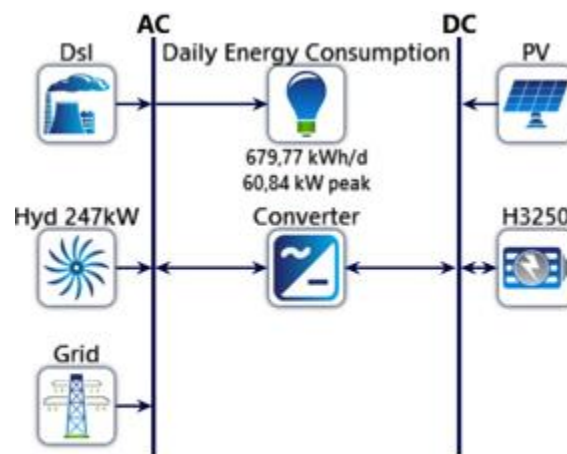 AC
DC
Dsl
Daily Energy Consumption
PV
679,77 kWh/d
60,84 kW peak
Hyd 247kW
Converter
H3250
Grid